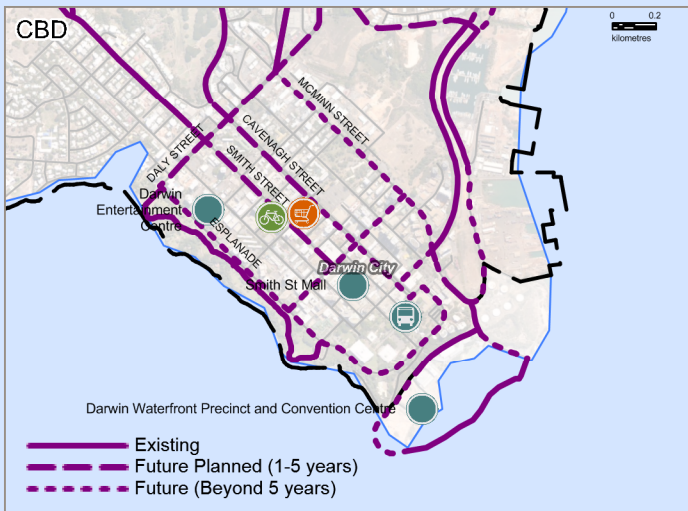 CBD
0 0.2
kilometres
MCMINN STREET
CAVENAGH STREET
DALY STREET
SMITH STREET
Darwin
Entertainment
Centre
ESPLANADE
Darwin City
Smith St Mall
Darwin Waterfront Precinct and Convention Centre
Existing
Future Planned (1-5 years)
Future (Beyond 5 years)